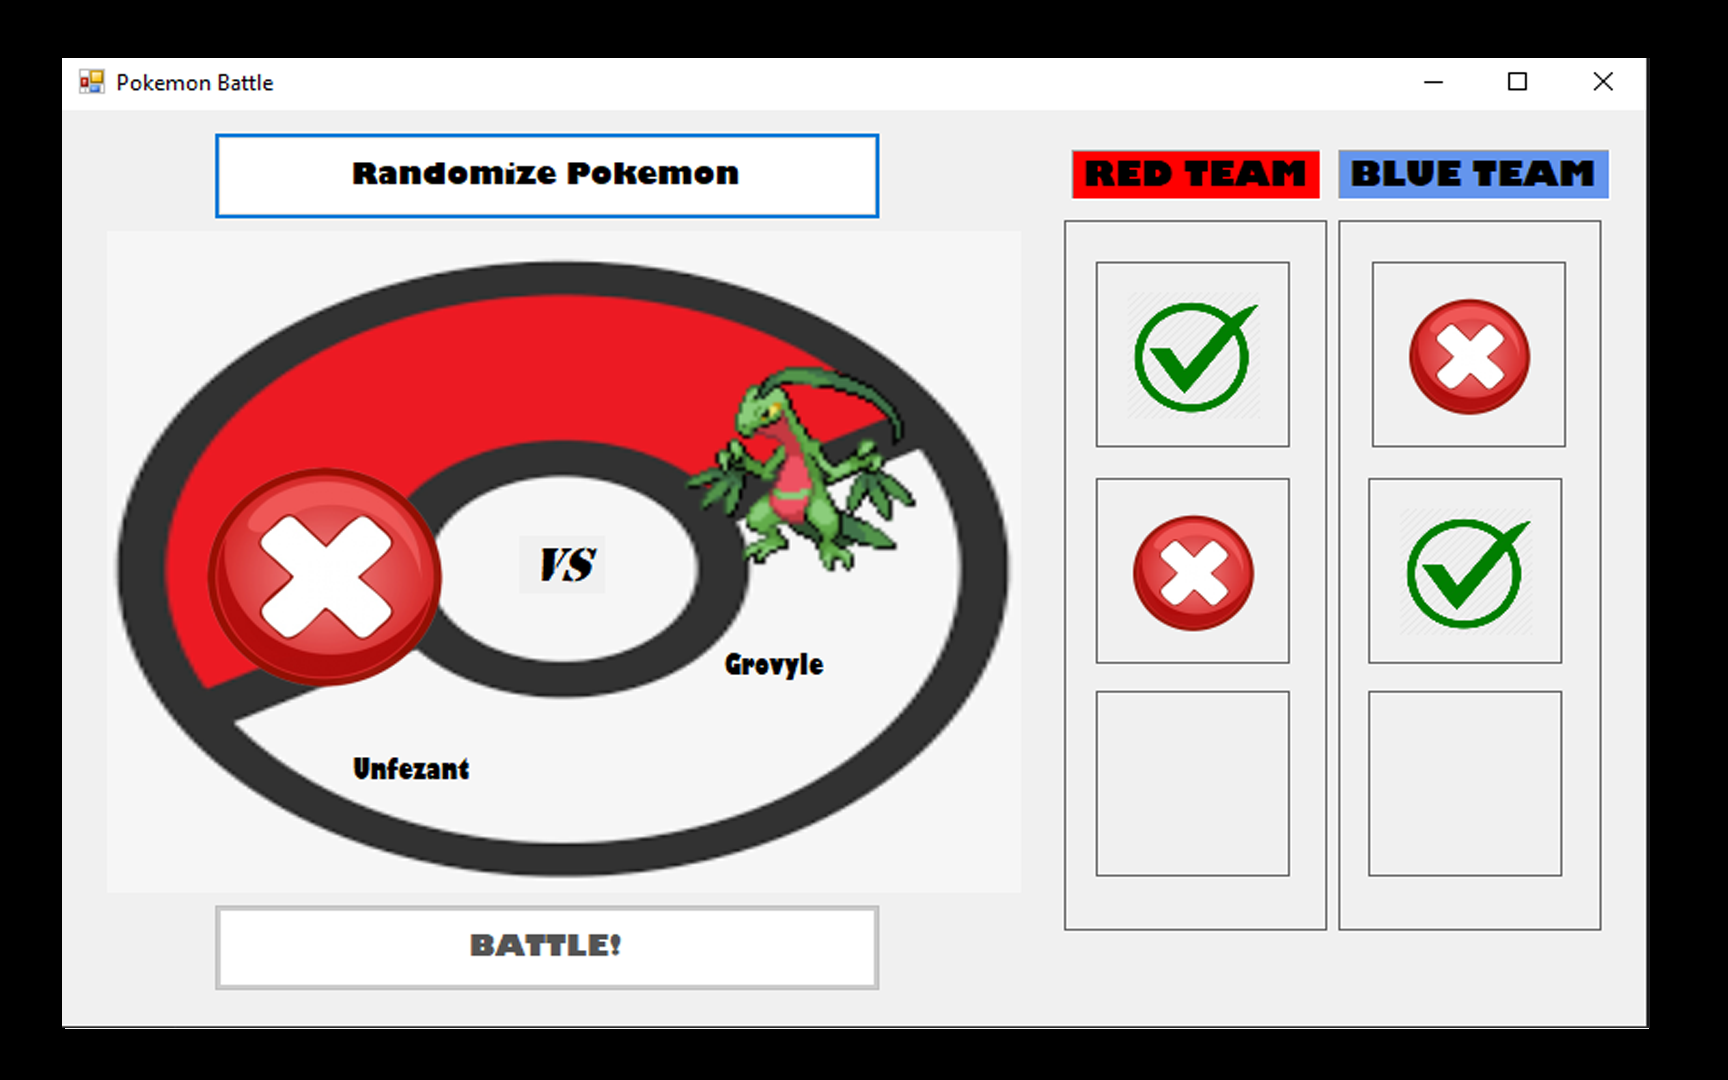 Pokemon Battle
Randomize Pokemon
RED TEAM
BLUE TEAM
VS
Grovyle
Unfezant
BATTLE!